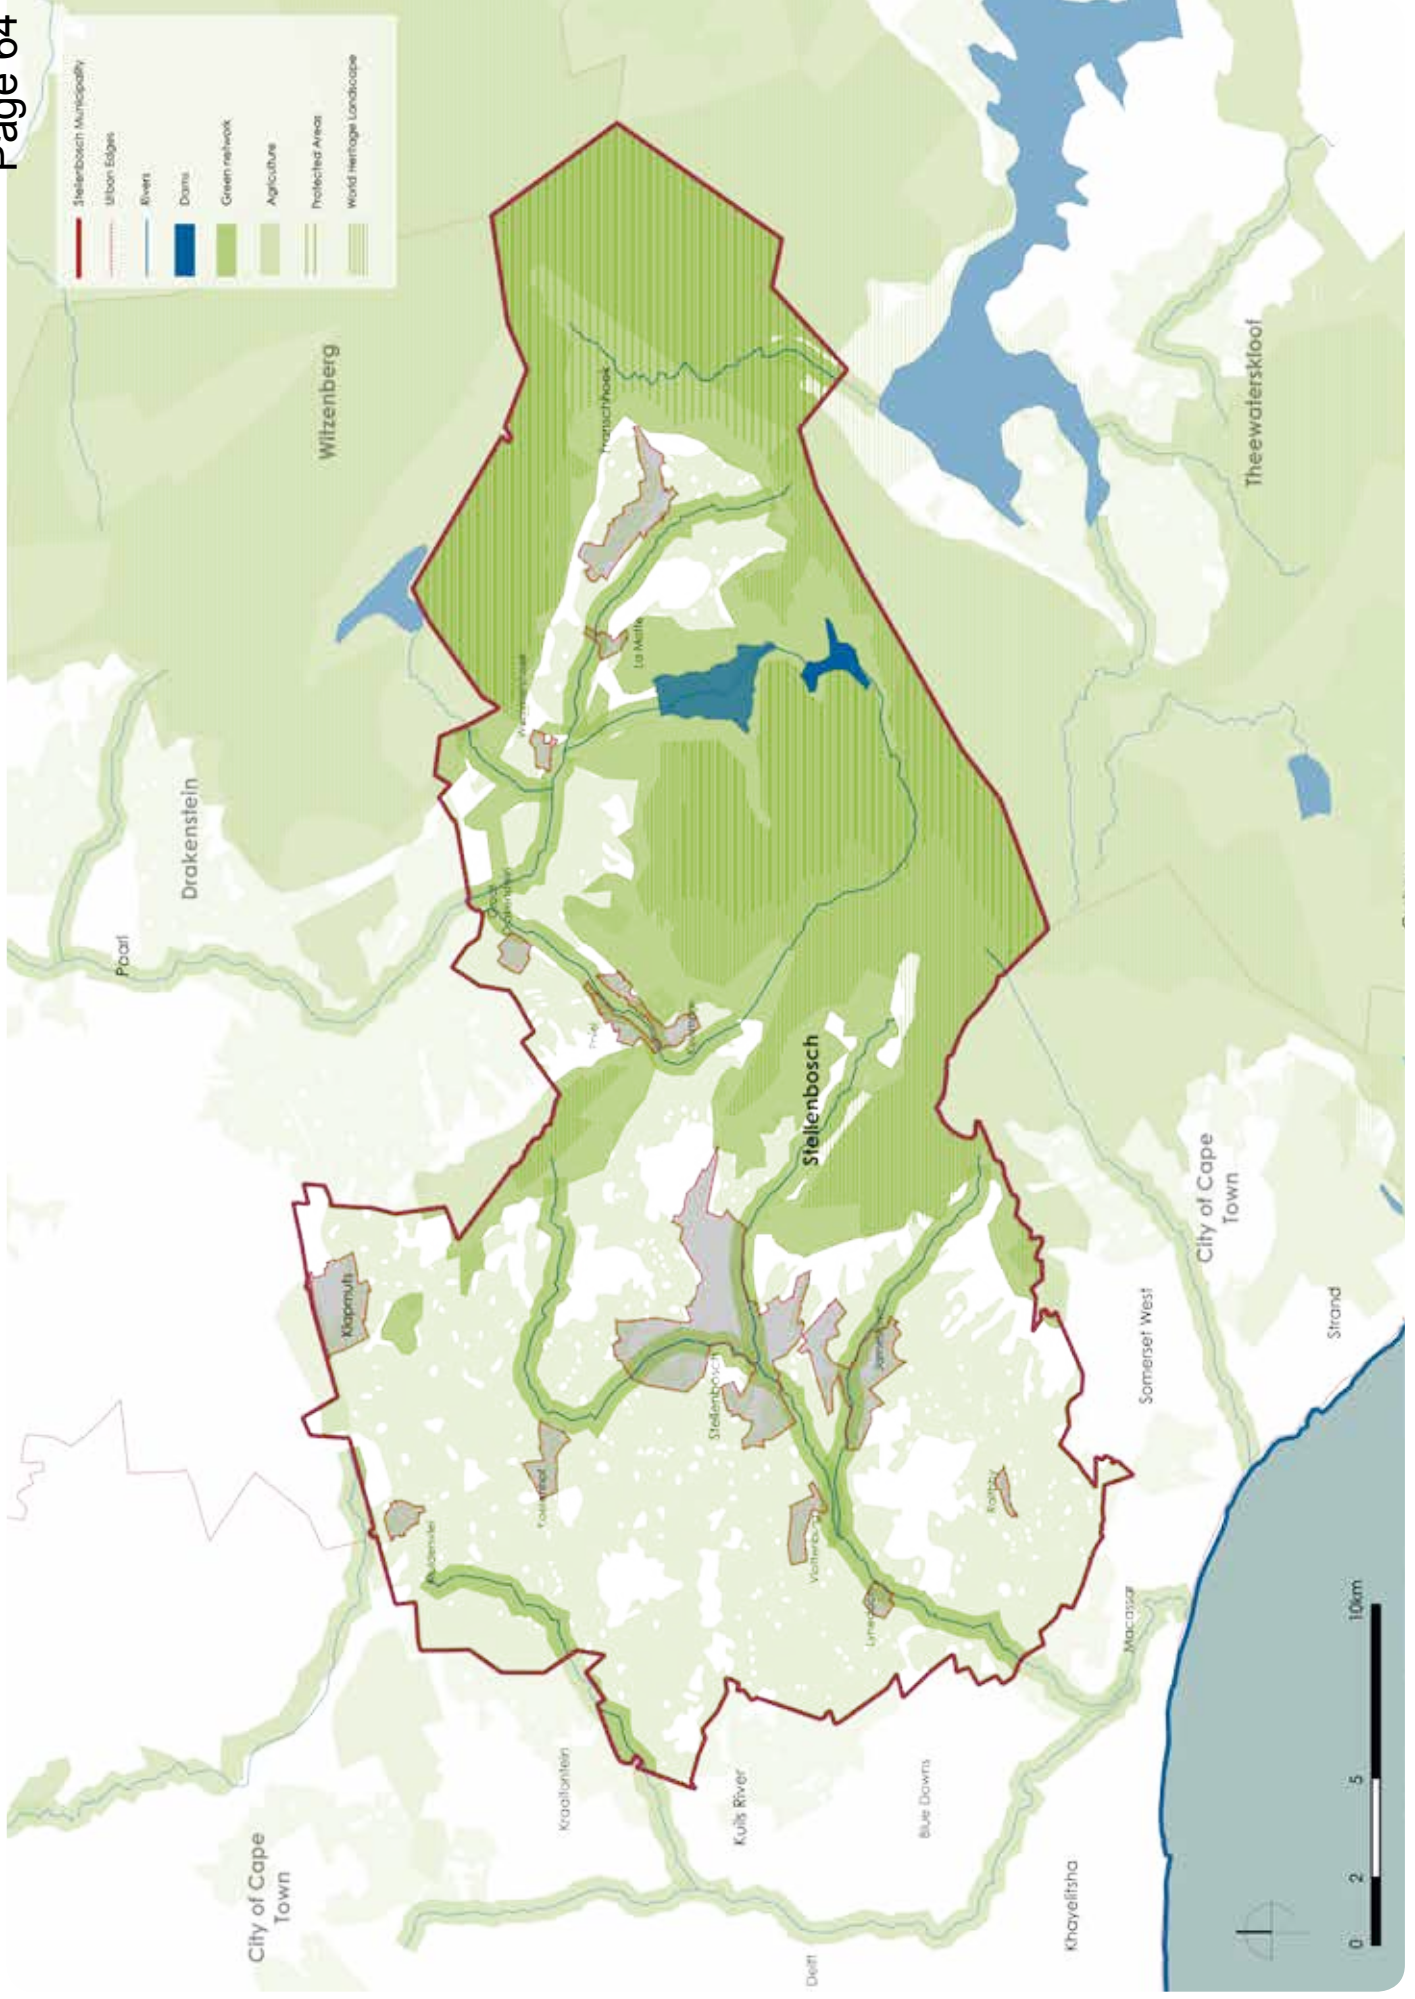 Page 64
Stellenbosch Municipality
Urban Edges
Rivers
Dams
Green network
Agriculture
Protected Areas
World Heritage Landscape
Witzenberg
Drakenstein
Paarl
Franschhoek
La Motte
Theewaterskloof
Stellenbosch
Klapmuts
Stellenbosch
Jamestown
Raithby
Vlottenburg
Lynedoch
City of Cape
Town
Somerset West
Strand
Macassar
Kraaifontein
Kuils River
Blue Downs
City of Cape
Town
Khayelitsha
Delft
0
2
5
10km